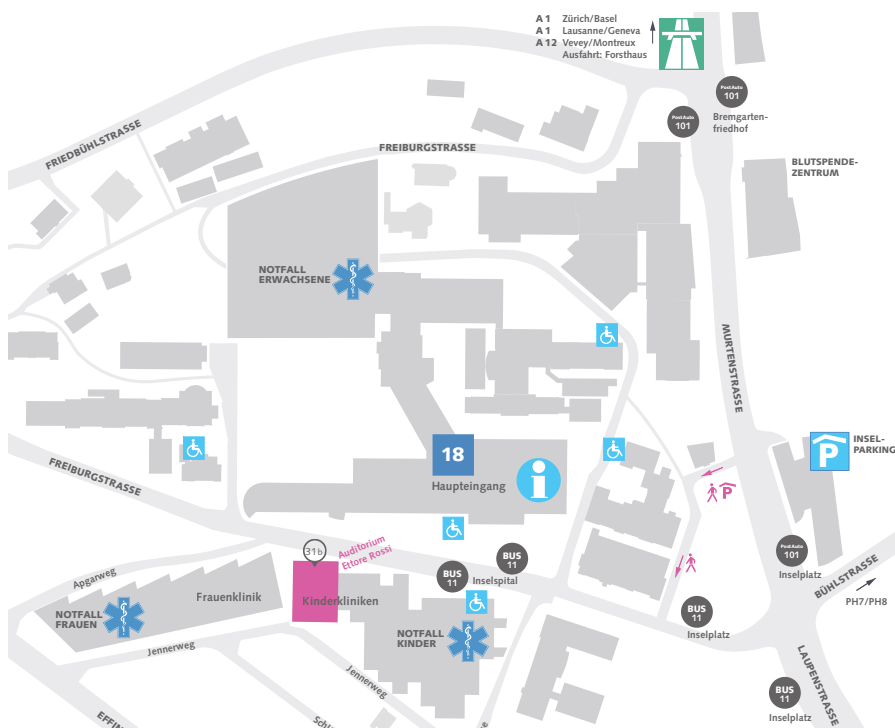 A 1 Zürich/Basel
A 1 Lausanne/Geneva
A 12 Vevey/Montreux
Ausfahrt: Forsthaus
PostAuto
101
PostAuto
101
Bremgarten-
friedhof
FRIEDBÜHLSTRASSE
FREIBURGSTRASSE
BLUTSPENDE-
ZENTRUM
NOTFALL
ERWACHSENE
MURTENSTRASSE
18
Haupteingang
i
P
INSEL-
PARKING
FREIBURGSTRASSE
P
31b
Auditorium
Ettore Rossi
BUS
11
BUS
11
Inselspital
PostAuto
101
Inselplatz
BÜHLSTRASSE
PH7/PH8
Apgarweg
Frauenklinik
Kinderkliniken
NOTFALL
FRAUEN
NOTFALL
KINDER
BUS
11
Inselplatz
Jennerweg
Jennerweg
LAUPENSTRASSE
BUS
11
Inselplatz
EFFING